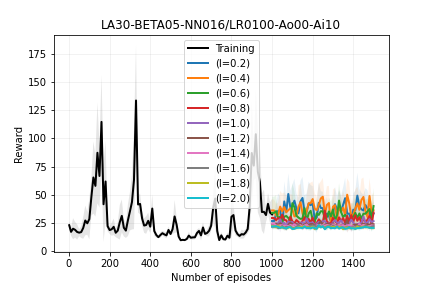 LA30-BETA05-NN016/LR0100-Ao00-Ai10
Reward
175
150
125
100
75
50
25
0
Training
(l=0.2)
(l=0.4)
(l=0.6)
(l=0.8)
(l=1.0)
(l=1.2)
(l=1.4)
(l=1.6)
(l=1.8)
(l=2.0)
0 200 400 600 800 1000 1200 1400
Number of episodes